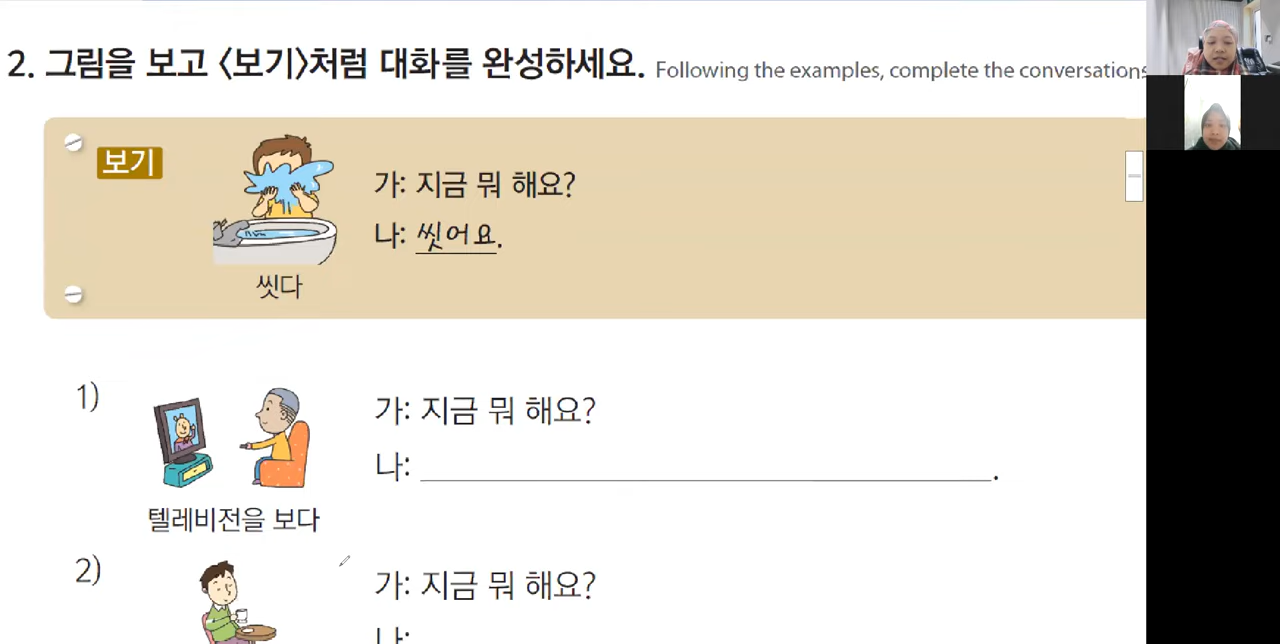 2. 그림을 보고 〈보기〉처럼 대화를 완성하세요. Following the examples, complete the conversations
보기
가: 지금 뭐 해요?
나: 씻어요.
씻다
1)
가: 지금 뭐 해요?
나: .
텔레비전을 보다
2)
가: 지금 뭐 해요?
나: